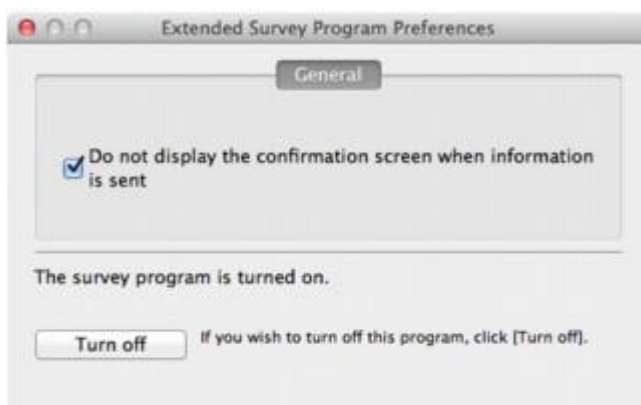 Extended Survey Program Preferences
General
Do not display the confirmation screen when information
is sent
The survey program is turned on.
Turn off
If you wish to turn off this program, click [Turn off].